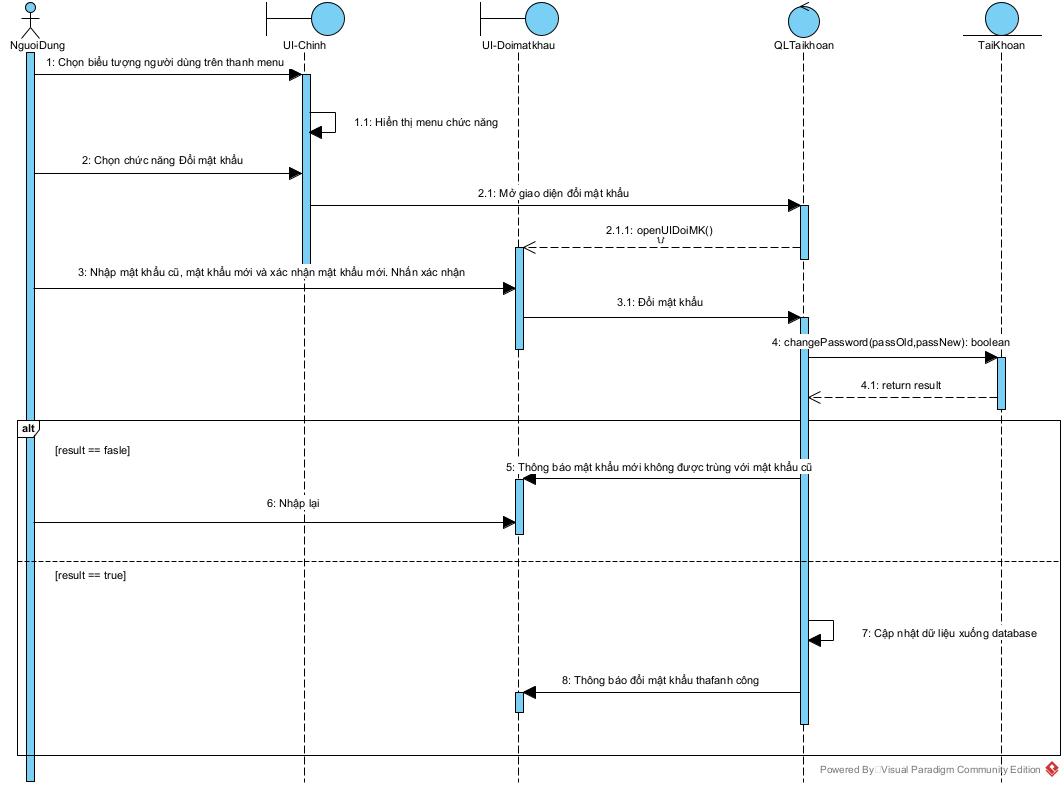 NguoiDung
UI-Chinh
UI-Doimatkhau
QLTaikhoan
TaiKhoan
1: Chọn biểu tượng người dùng trên thanh menu
1.1: Hiển thị menu chức năng
2: Chọn chức năng Đổi mật khẩu
2.1: Mở giao diện đổi mật khẩu
2.1.1: openUIDoiMK()
3: Nhập mật khẩu cũ, mật khẩu mới và xác nhận mật khẩu mới. Nhấn xác nhận
3.1: Đổi mật khẩu
4: changePassword(passOld,passNew): boolean
4.1: return result
alt
[result == fasle]
5: Thông báo mật khẩu mới không được trùng với mật khẩu cũ
6: Nhập lại
[result == true]
7: Cập nhật dữ liệu xuống database
8: Thông báo đổi mật khẩu thafanh công
Powered By Visual Paradigm Community Edition